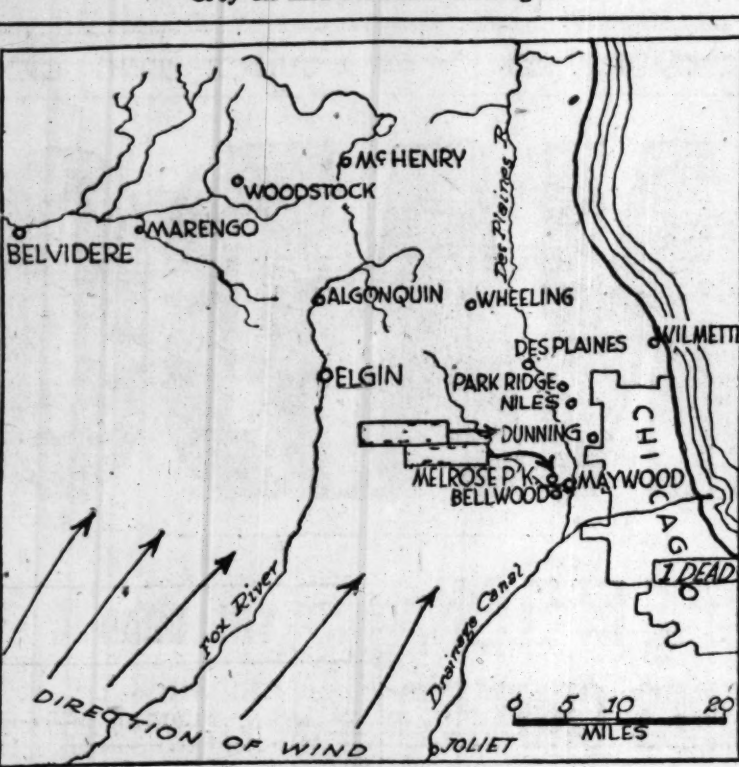 McHENRY
WOODSTOCK
Des Plaines R
BELVIDERE
MARENGO
ALGONQUIN
WHEELING
WILMETT
DES PLAINES
ELGIN
PARK RIDGE
NILES
DUNNING
CHICAG
MELROSE P'K.
MAYWOOD
BELLWOOD
1 DEAD
O
Fox River
Drainage Canal
DIRECTION OF WIND
0 5 10 20
MILES
JOLIET